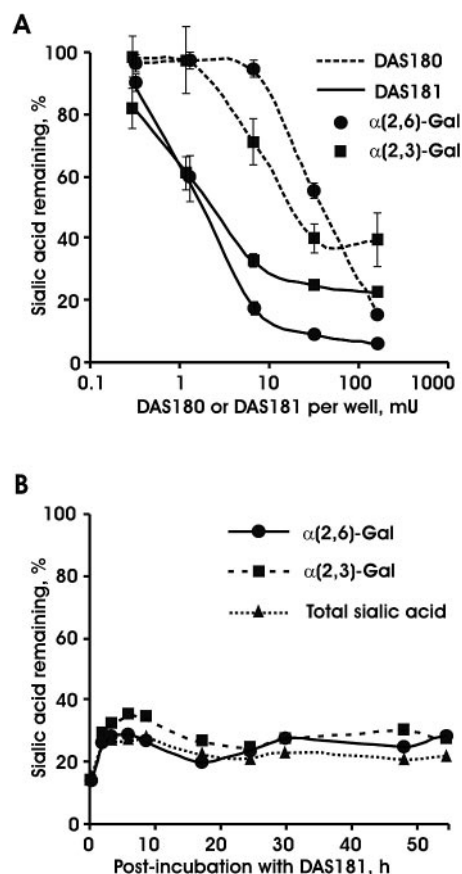 A
100
80
60
40
20
0
Sialic acid remaining, %
DAS180
DAS181
α(2,6)-Gal
α(2,3)-Gal
0.1 1 10 100 1000
DAS180 or DAS181 per well, mU
B
100
80
60
40
20
0
Sialic acid remaining, %
α(2,6)-Gal
α(2,3)-Gal
Total sialic acid
0 10 20 30 40 50
Post-incubation with DAS181, h